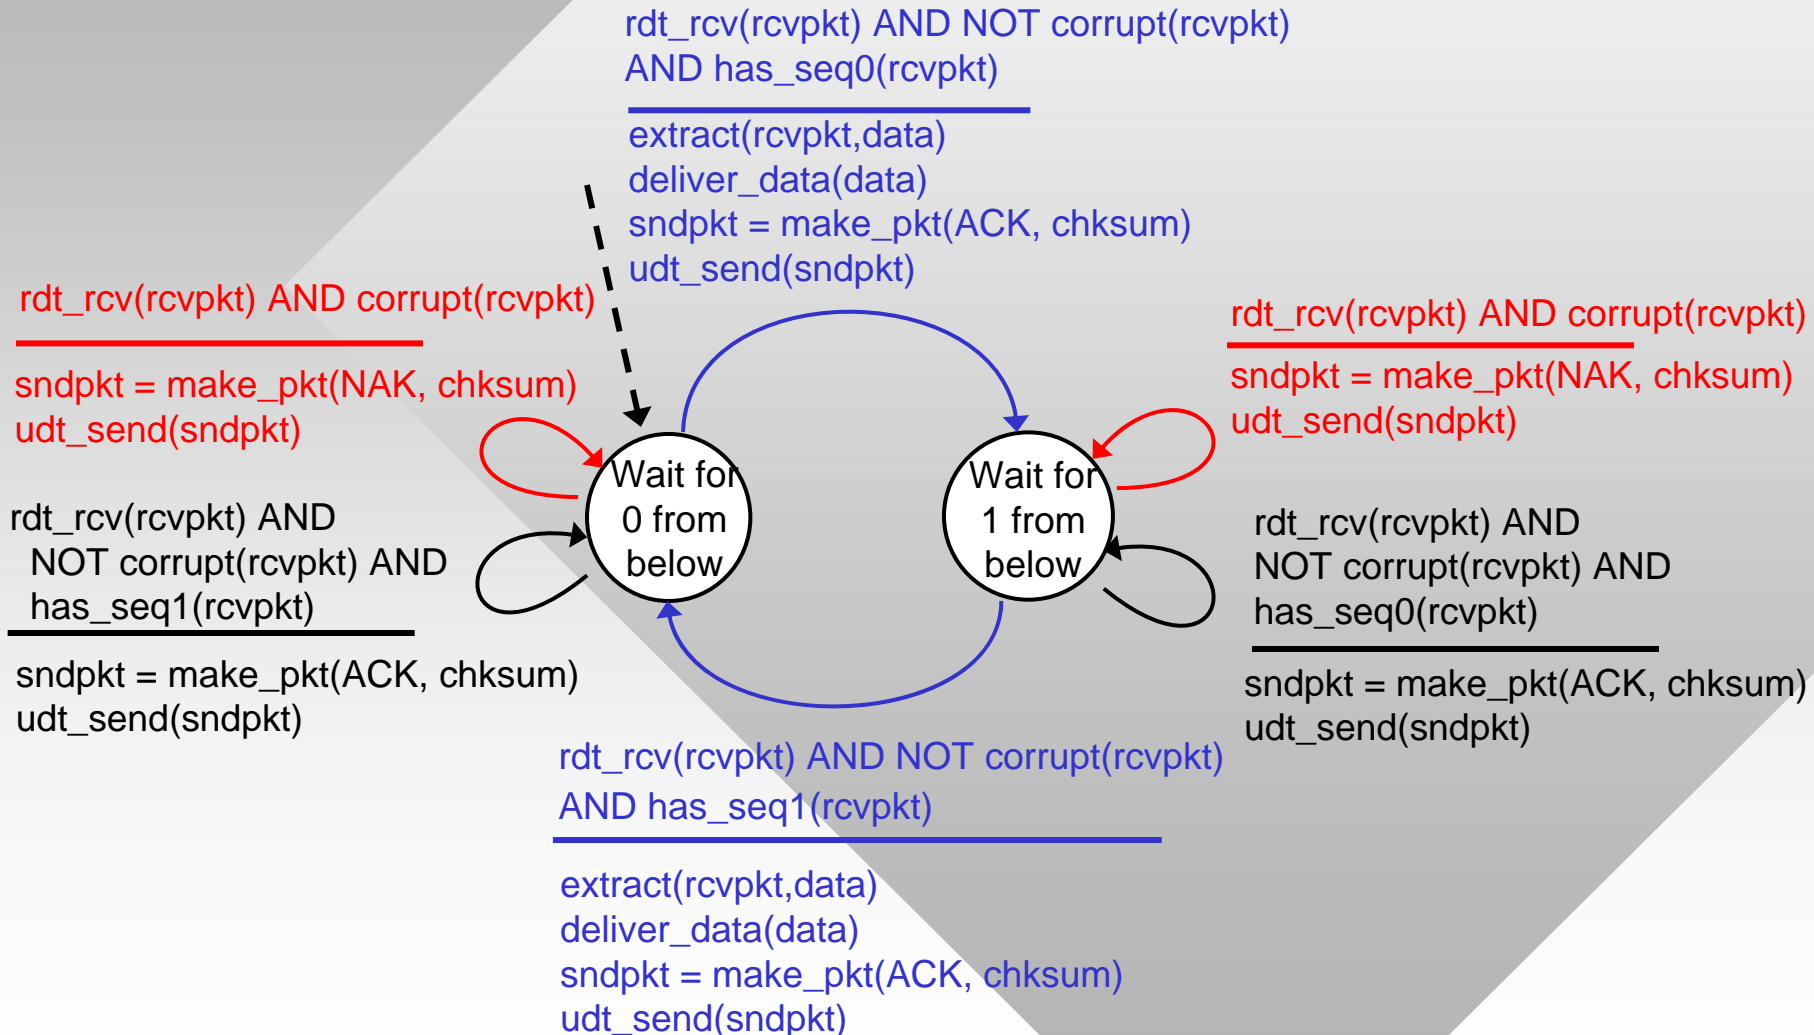 rdt_rcv(rcvpkt) AND NOT corrupt(rcvpkt)
AND has_seq0(rcvpkt)
extract(rcvpkt,data)
deliver_data(data)
sndpkt = make_pkt(ACK, chksum)
udt_send(sndpkt)
rdt_rcv(rcvpkt) AND corrupt(rcvpkt)
sndpkt = make_pkt(NAK, chksum)
udt_send(sndpkt)
rdt_rcv(rcvpkt) AND
NOT corrupt(rcvpkt) AND
has_seq1(rcvpkt)
sndpkt = make_pkt(ACK, chksum)
udt_send(sndpkt)
Wait for
0 from
below
Wait for
1 from
below
rdt_rcv(rcvpkt) AND corrupt(rcvpkt)
sndpkt = make_pkt(NAK, chksum)
udt_send(sndpkt)
rdt_rcv(rcvpkt) AND
NOT corrupt(rcvpkt) AND
has_seq0(rcvpkt)
sndpkt = make_pkt(ACK, chksum)
udt_send(sndpkt)
rdt_rcv(rcvpkt) AND NOT corrupt(rcvpkt)
AND has_seq1(rcvpkt)
extract(rcvpkt,data)
deliver_data(data)
sndpkt = make_pkt(ACK, chksum)
udt_send(sndpkt)